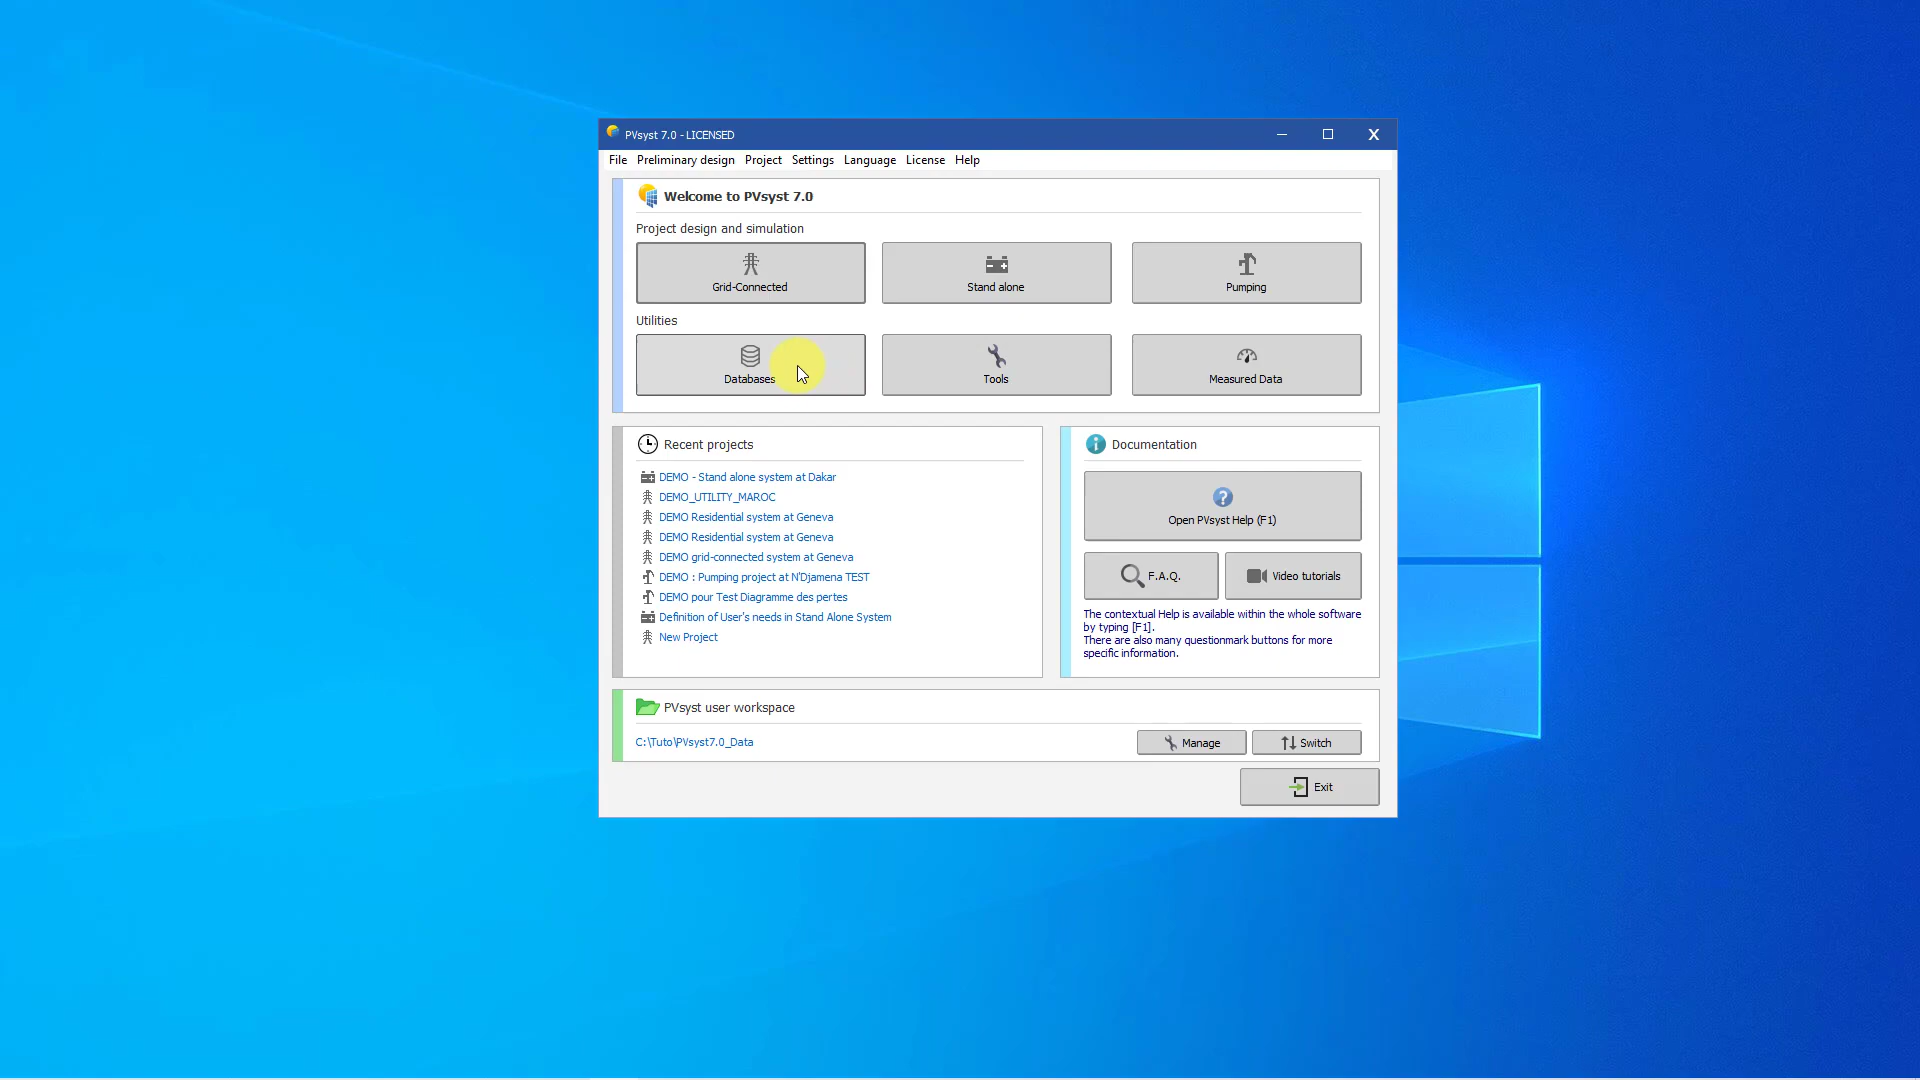 PVsyst 7.0 - LICENSED
File Preliminary design Project Settings Language License Help
Welcome to PVsyst 7.0
Project design and simulation
Grid-Connected
Stand alone
Pumping
Utilities
Databases
Tools
Measured Data
Recent projects
DEMO - Stand alone system at Dakar
DEMO_UTILITY_MAROC
DEMO Residential system at Geneva
DEMO Residential system at Geneva
DEMO grid-connected system at Geneva
DEMO : Pumping project at N'Djamena TEST
DEMO pour Test Diagramme des pertes
Definition of User's needs in Stand Alone System
New Project
Documentation
Open PVsyst Help (F1)
F.A.Q.
Video tutorials
The contextual Help is available within the whole software
by typing [F1].
There are also many questionmark buttons for more
specific information.
PVsyst user workspace
C:\Tuto\PVsyst7.0_Data
Manage
Switch
Exit